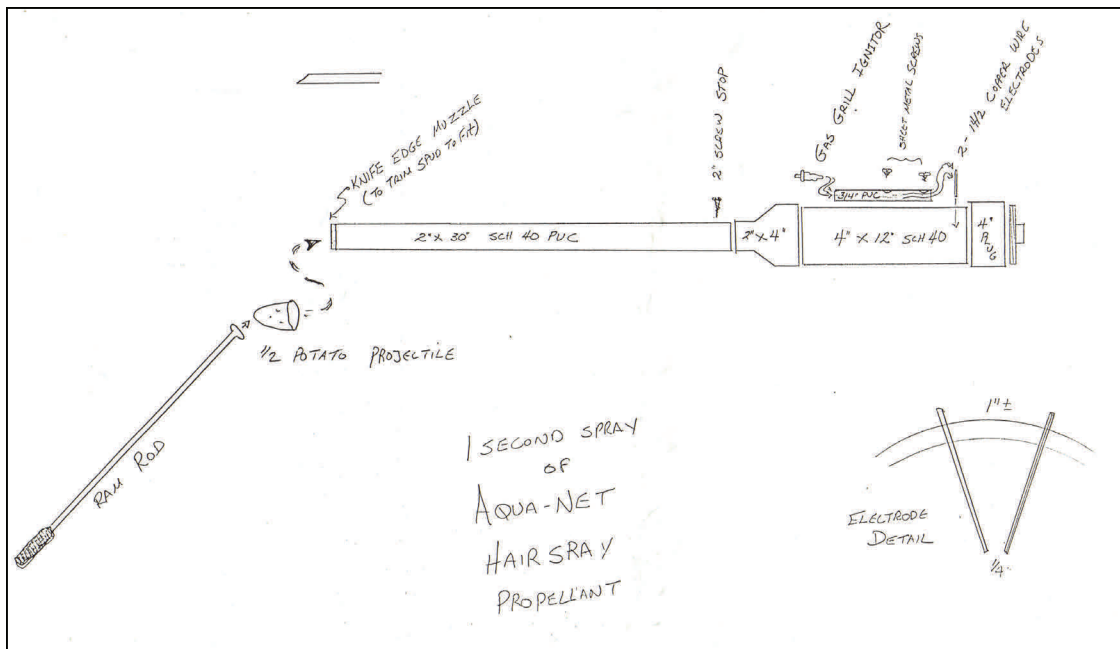 KNIFE EDGE MUZZLE
(TO TRIM SPUD TO FIT)
2" SCREW STOP
GAS GRILL IGNITOR
SHEET METAL SCREWS
2 - 14/2 COPPER WIRE
ELECTRODES
3/4" PVC
2" X 30" SCH 40 PVC
2" X 4"
4" X 12" SCH 40
4" PLUG
1/2 POTATO PROJECTILE
RAM ROD
1 SECOND SPRAY
OF
AQUA-NET
HAIR SRAY
PROPELLANT
1" ±
ELECTRODE
DETAIL
1/4"